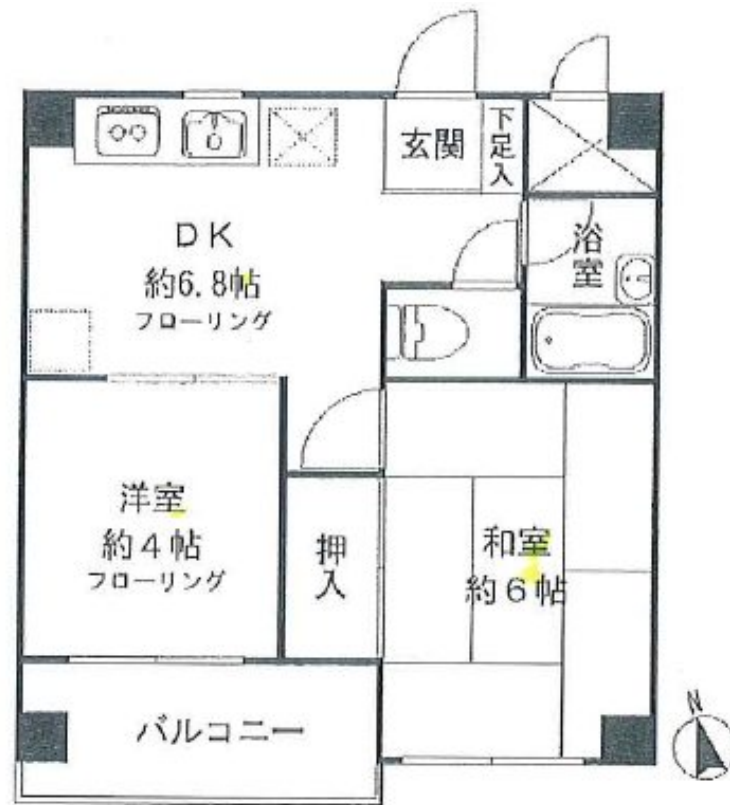 玄関
下足入
DK
約6.8帖
フローリング
浴室
洋室
約4帖
フローリング
押入
和室
約6帖
バルコニー
N